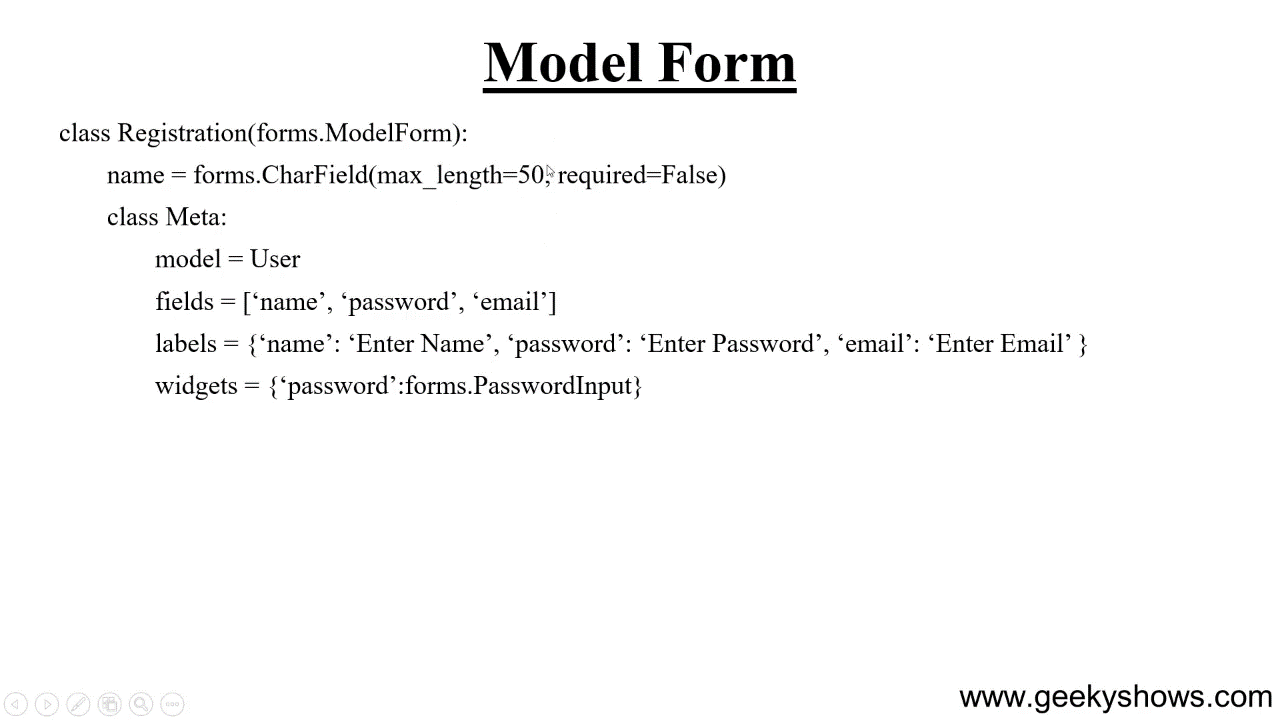 Model Form
class Registration(forms.ModelForm):
name = forms.CharField(max_length=50, required=False)
class Meta:
model = User
fields = [‘name’, ‘password’, ‘email’]
labels = {‘name’: ‘Enter Name’, ‘password’: ‘Enter Password’, ‘email’: ‘Enter Email’ }
widgets = {‘password’:forms.PasswordInput}
www.geekyshows.com